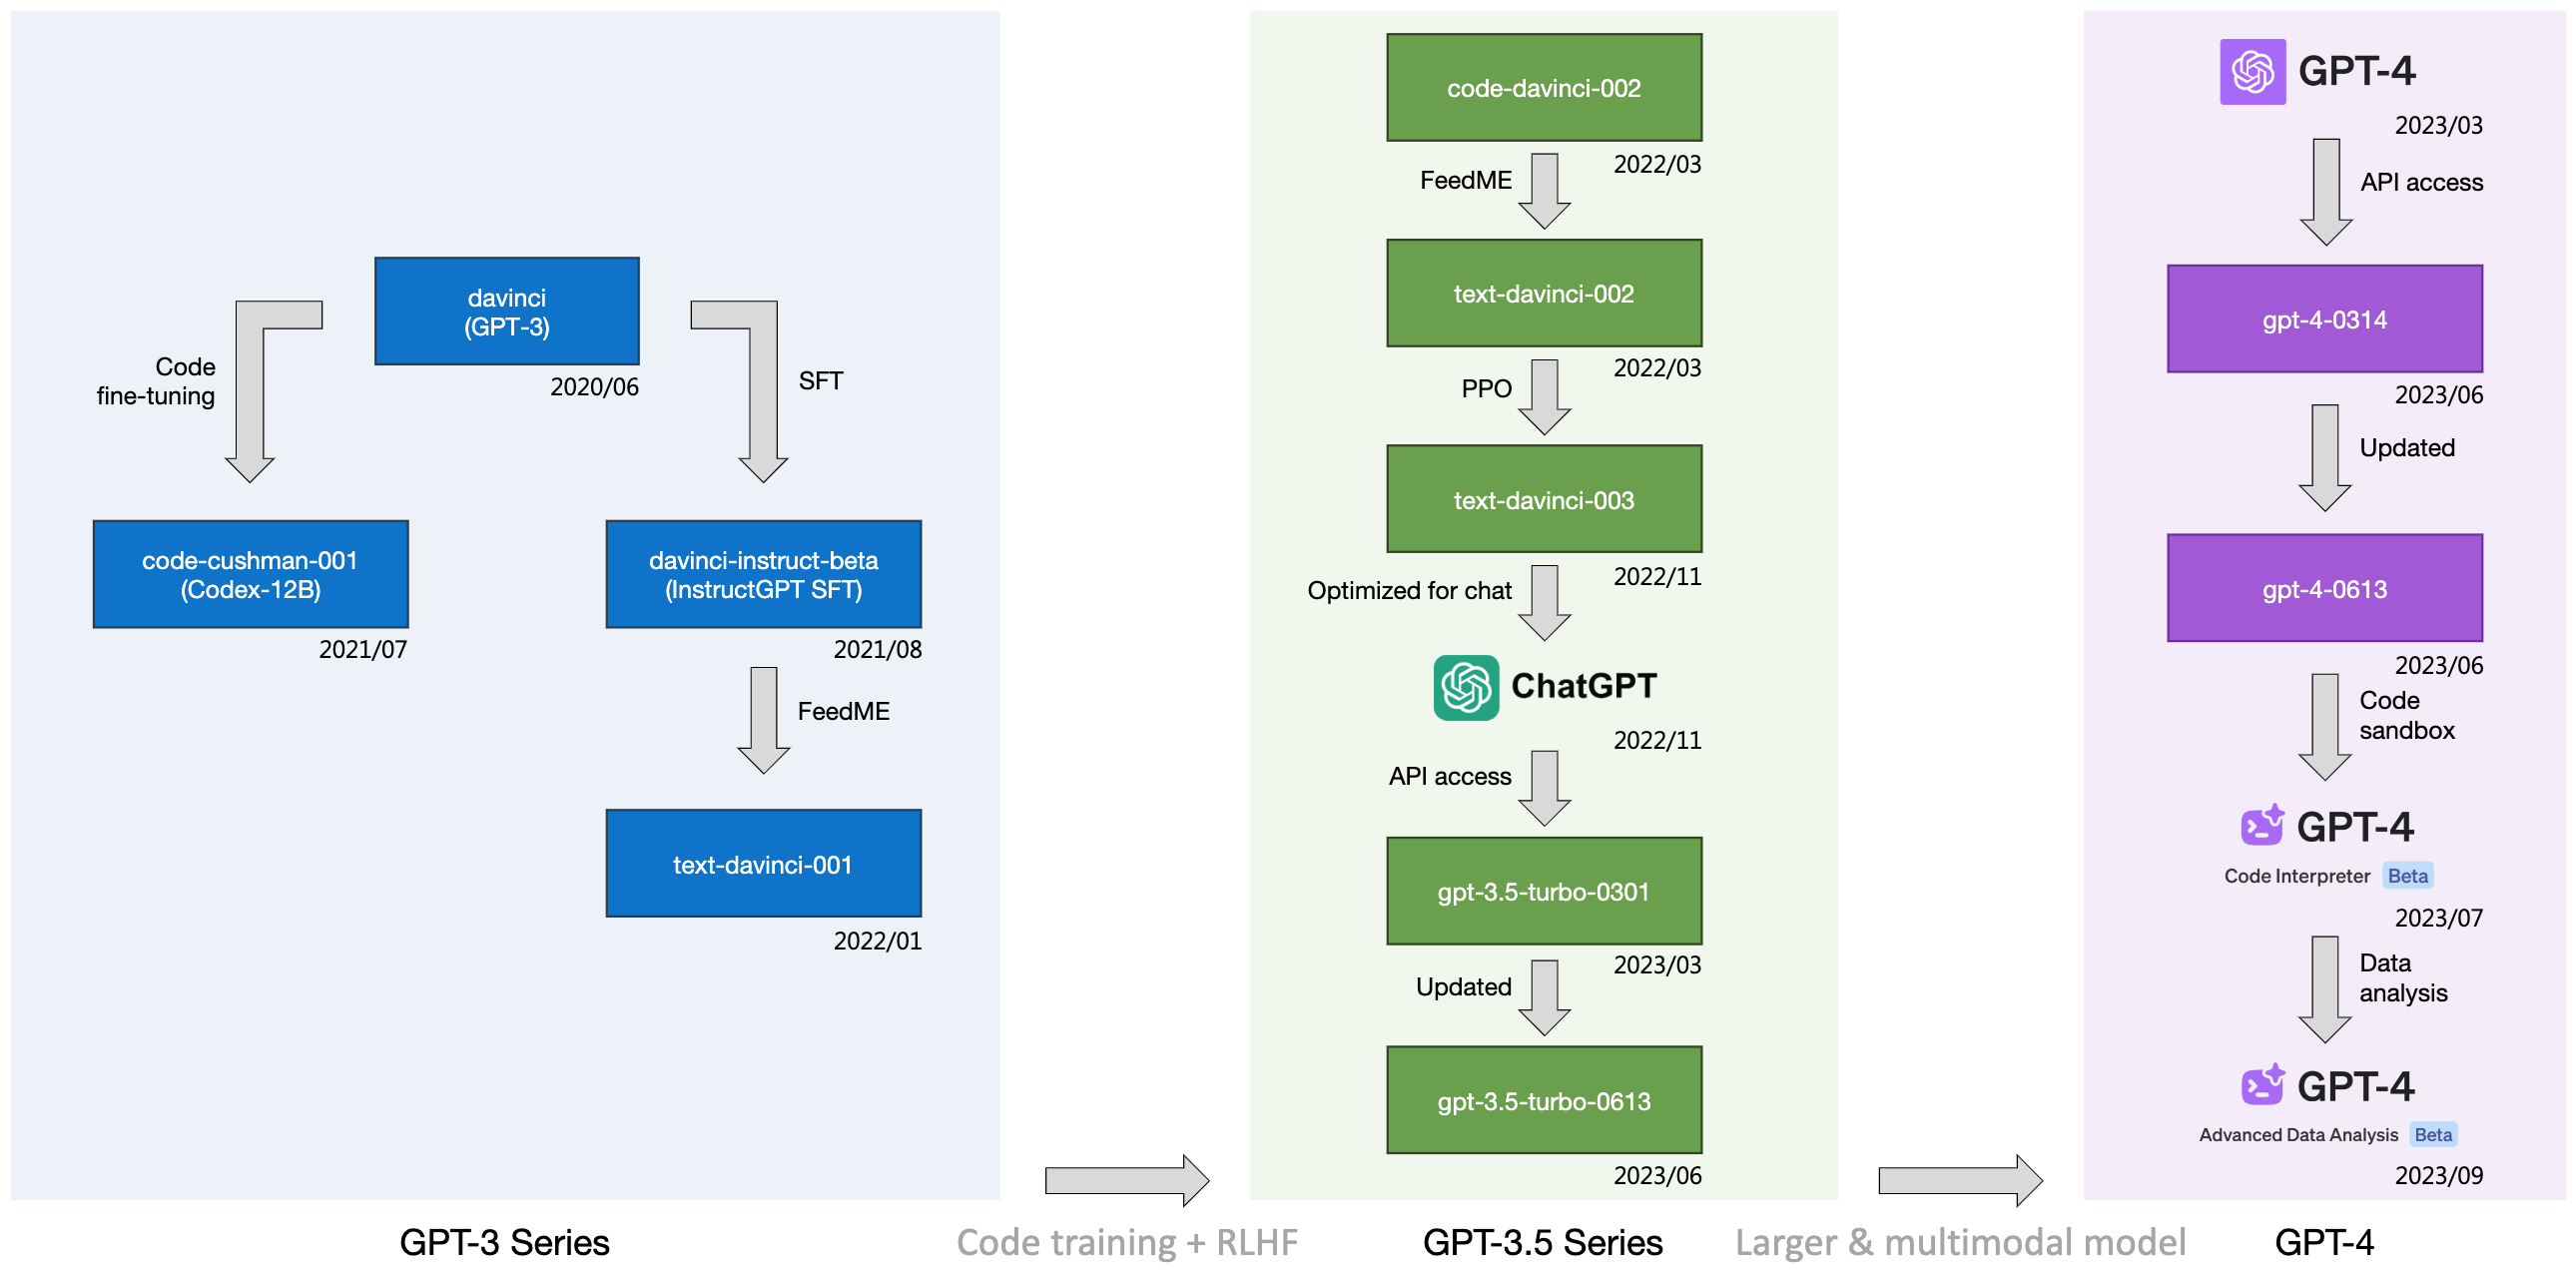 davinci
(GPT-3)
2020/06
Code
fine-tuning
SFT
code-cushman-001
(Codex-12B)
2021/07
davinci-instruct-beta
(InstructGPT SFT)
2021/08
FeedME
text-davinci-001
2022/01
GPT-3 Series
Code training + RLHF
code-davinci-002
2022/03
FeedME
text-davinci-002
2022/03
PPO
text-davinci-003
2022/11
Optimized for chat
ChatGPT
2022/11
API access
gpt-3.5-turbo-0301
2023/03
Updated
gpt-3.5-turbo-0613
2023/06
GPT-3.5 Series
Larger & multimodal model
GPT-4
2023/03
API access
gpt-4-0314
2023/06
Updated
gpt-4-0613
2023/06
Code
sandbox
GPT-4
Code Interpreter Beta
2023/07
Data
analysis
GPT-4
Advanced Data Analysis Beta
2023/09
GPT-4